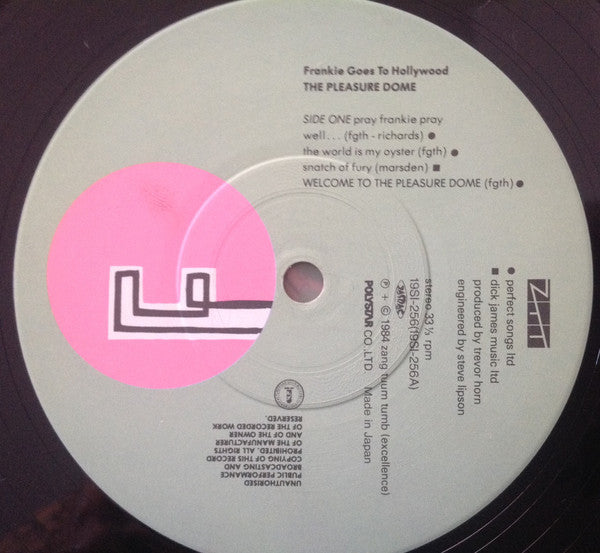 Frankie Goes To Hollywood
THE PLEASURE DOME
SIDE ONE pray frankie pray
well... (fgth - richards) ●
the world is my oyster (fgth) ●
snatch of fury (marsden) ■
WELCOME TO THE PLEASURE DOME (fgth) ●
ZTT
● perfect songs ltd
■ dick james music ltd
produced by trevor horn
engineered by steve lipson
stereo 33 ⅓ rpm
19SI-256(19SI-256A)
℗ + © 1984 zang tuum tumb (excellence)
POLYSTAR CO., LTD. Made in Japan
UNAUTHORISED
PUBLIC PERFORMANCE
BROADCASTING AND
COPYING OF THIS RECORD
PROHIBITED. ALL RIGHTS
OF THE MANUFACTURER
AND OF THE OWNER
OF THE RECORDED WORK
RESERVED.